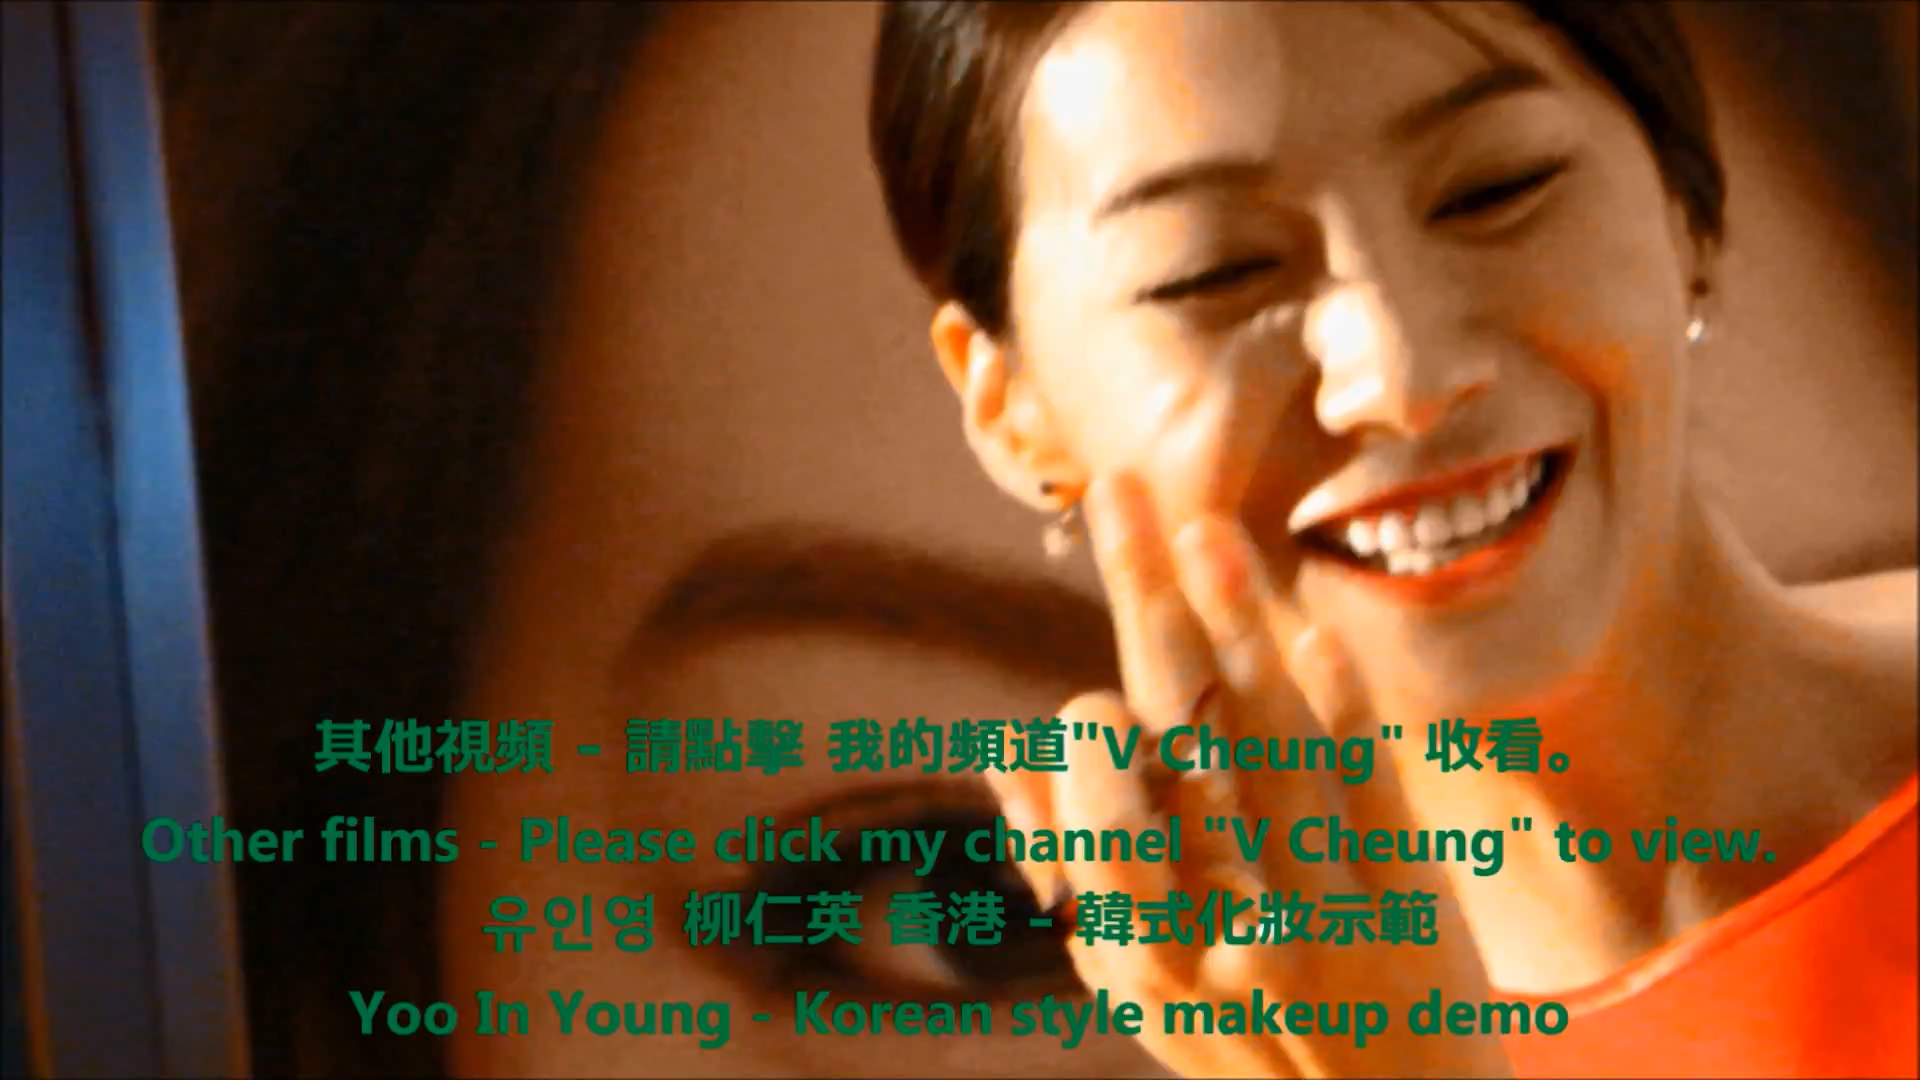 其他視頻 - 請點擊 我的頻道"V Cheung" 收看。
Other films - Please click my channel "V Cheung" to view.
유인영 柳仁英 香港 - 韓式化妝示範
Yoo In Young - Korean style makeup demo